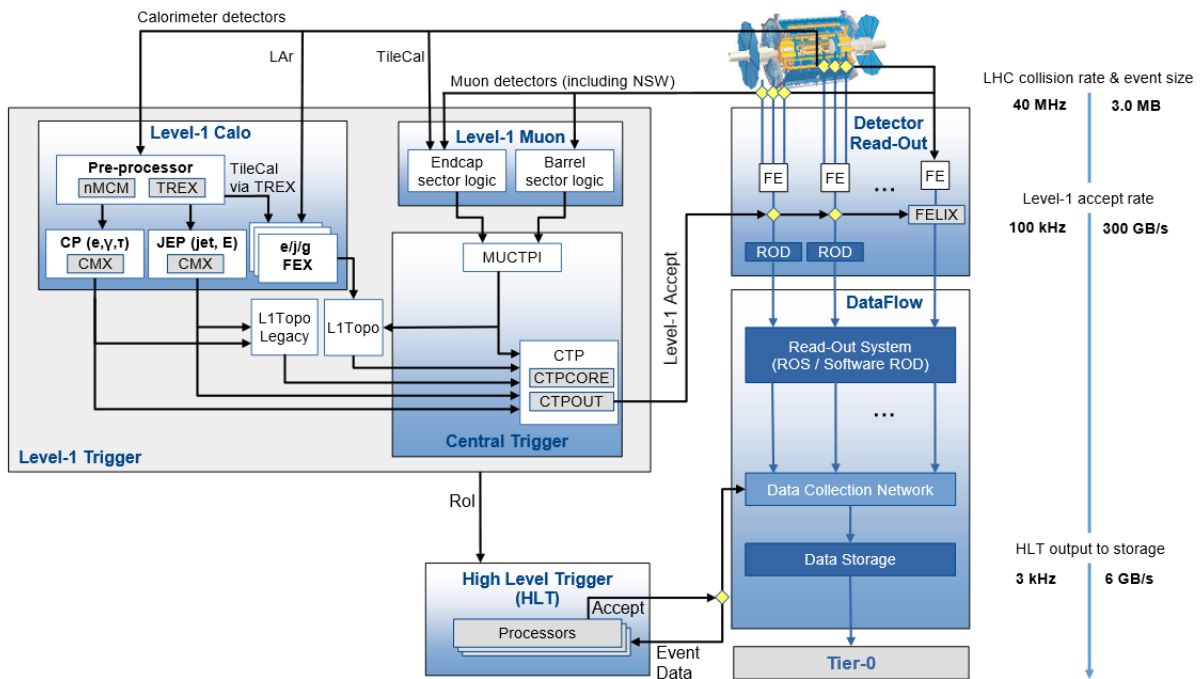 Calorimeter detectors
LAr
TileCal
Muon detectors (including NSW)
LHC collision rate & event size
40 MHz 3.0 MB
Level-1 Calo
Pre-processor
nMCM TREX
TileCal
via TREX
CP (e,γ,τ)
CMX
JEP (jet, E)
CMX
e/j/g
FEX
Level-1 Muon
Endcap
sector logic
Barrel
sector logic
MUCTPI
L1Topo
Legacy
L1Topo
CTP
CTPCORE
CTPOUT
Central Trigger
Level-1 Trigger
Level-1 Accept
Detector
Read-Out
FE
FE
...
FE
FELIX
ROD
ROD
Level-1 accept rate
100 kHz 300 GB/s
DataFlow
Read-Out System
(ROS / Software ROD)
...
Data Collection Network
Data Storage
RoI
High Level Trigger
(HLT)
Accept
Processors
Event
Data
HLT output to storage
3 kHz 6 GB/s
Tier-0